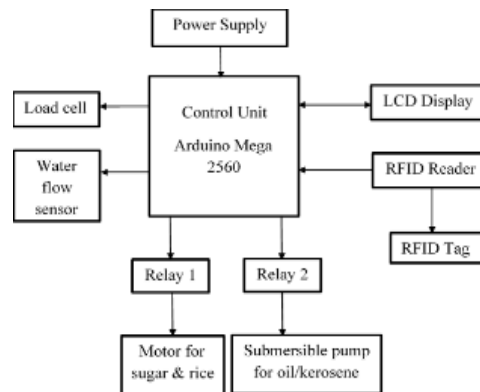 Power Supply
Load cell
Control Unit
Arduino Mega
2560
LCD Display
Water
flow
sensor
RFID Reader
RFID Tag
Relay 1
Relay 2
Motor for
sugar & rice
Submersible pump
for oil/kerosene